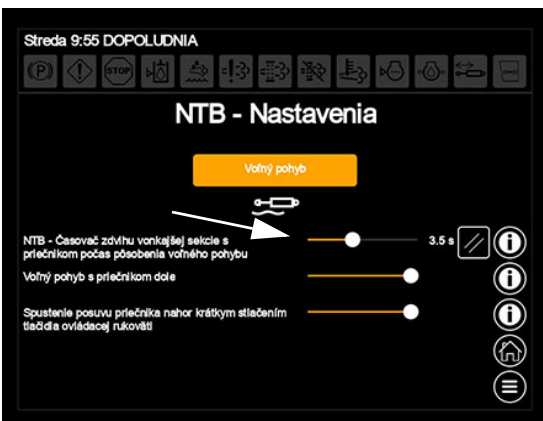 Streda 9:55 DOPOLUDNIA
(P)
STOP
NTB - Nastavenia
Voľný pohyb
NTB - Časovač zdvihu vonkajšej sekcie s
priečnikom počas pôsobenia voľného pohybu
3.5 s
Voľný pohyb s priečnikom dole
Spustenie posuvu priečnika nahor krátkym stlačením
tlačidla ovládacej rukoväti